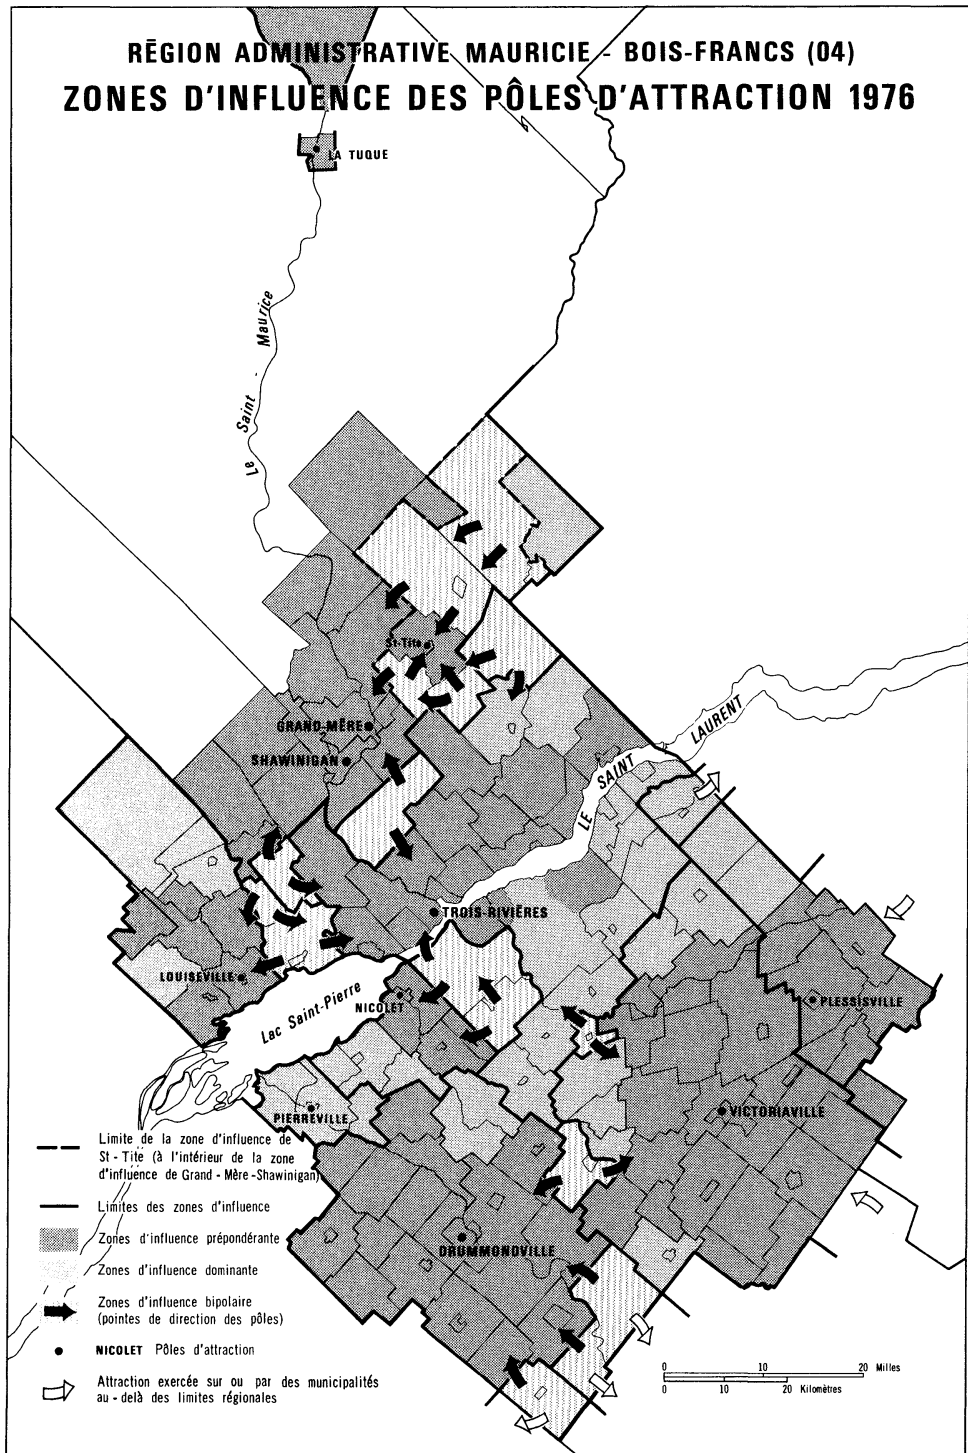 RÉGION ADMINISTRATIVE MAURICIE - BOIS-FRANCS (04)
ZONES D'INFLUENCE DES PÔLES D'ATTRACTION 1976
LA TUQUE
Le Saint - Maurice
St-Tite
GRAND-MÈRE
SHAWINIGAN
LE SAINT LAURENT
TROIS-RIVIÈRES
LOUISEVILLE
NICOLET
Lac Saint-Pierre
PLESSISVILLE
PIERREVILLE
VICTORIAVILLE
DRUMMONDVILLE
Limite de la zone d'influence de
St - Tite (à l'intérieur de la zone
d'influence de Grand - Mère - Shawinigan)
Limites des zones d'influence
Zones d'influence prépondérante
Zones d'influence dominante
Zones d'influence bipolaire
(pointes de direction des pôles)
NICOLET Pôles d'attraction
Attraction exercée sur ou par des municipalités
au - delà des limites régionales
0 10 20 Milles
0 10 20 Kilomètres